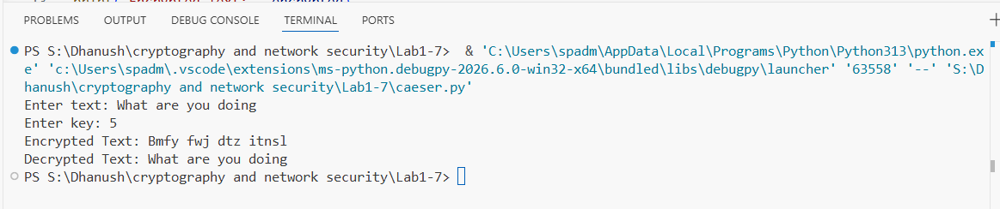 PROBLEMS OUTPUT DEBUG CONSOLE TERMINAL PORTS
PS S:\Dhanush\cryptography and network security\Lab1-7>  & 'C:\Users\spadm\AppData\Local\Programs\Python\Python313\python.ex
e' 'c:\Users\spadm\.vscode\extensions\ms-python.debugpy-2026.6.0-win32-x64\bundled\libs\debugpy\launcher' '63558' '--' 'S:\D
hanush\cryptography and network security\Lab1-7\caeser.py'
Enter text: What are you doing
Enter key: 5
Encrypted Text: Bmfy fwj dtz itnsl
Decrypted Text: What are you doing
PS S:\Dhanush\cryptography and network security\Lab1-7>